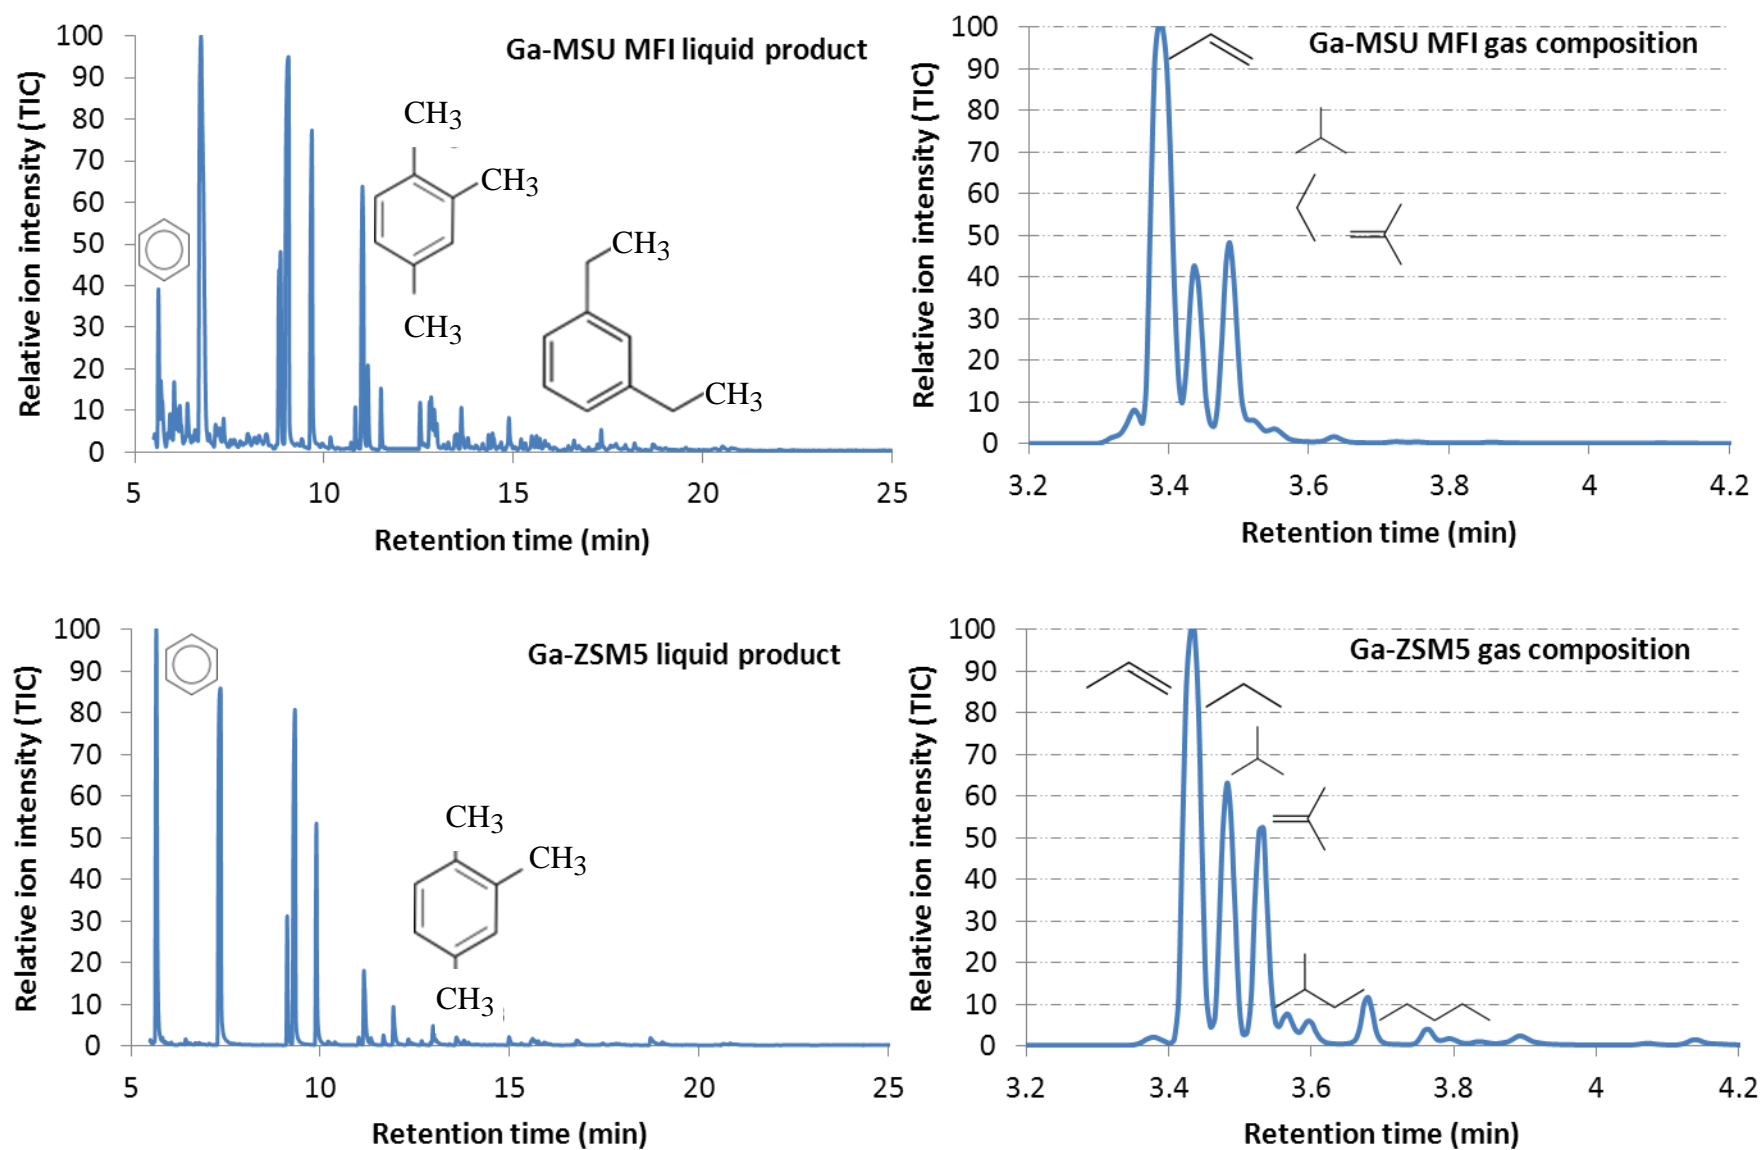 Ga-MSU MFI liquid product
Relative ion intensity (TIC)
100
90
80
70
60
50
40
30
20
10
0
CH3
CH3
CH3
CH3
CH3
5 10 15 20 25
Retention time (min)
Ga-MSU MFI gas composition
Relative ion intensity (TIC)
100
90
80
70
60
50
40
30
20
10
0
3.2 3.4 3.6 3.8 4 4.2
Retention time (min)
Ga-ZSM5 liquid product
Relative ion intensity (TIC)
100
90
80
70
60
50
40
30
20
10
0
CH3
CH3
CH3
5 10 15 20 25
Retention time (min)
Ga-ZSM5 gas composition
Relative ion intensity (TIC)
100
90
80
70
60
50
40
30
20
10
0
3.2 3.4 3.6 3.8 4 4.2
Retention time (min)